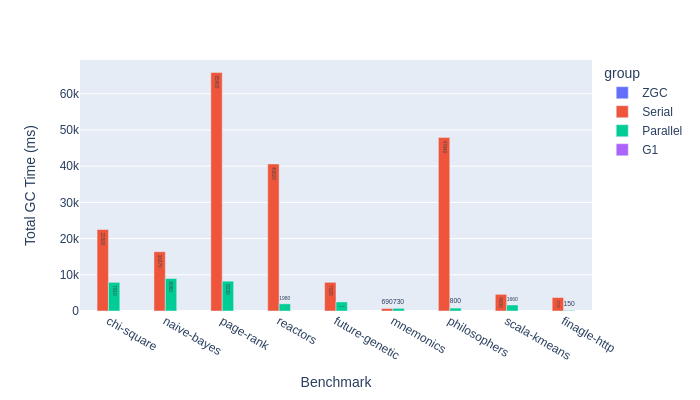 group
ZGC
Serial
Parallel
G1
Total GC Time (ms)
60k
50k
40k
30k
20k
10k
0
1980
690
730
800
1660
150
chi-square
naive-bayes
page-rank
reactors
future-genetic
mnemonics
philosophers
scala-kmeans
finagle-http
Benchmark